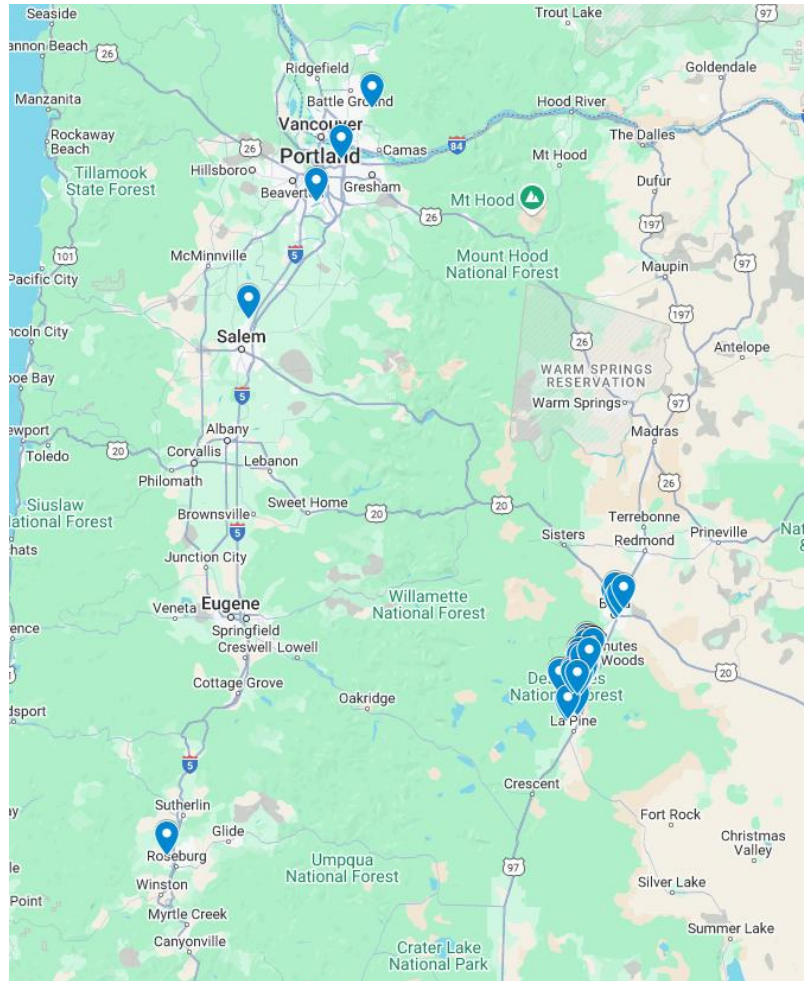 Seaside
Trout Lake
97
annon Beach
26
Ridgefield
Goldendale
Manzanita
Battle Ground
Hood River
Vancouver
Rockaway
Beach
Camas
84
The Dalles
26
Portland
Mt Hood
Tillamook
State Forest
Hillsboro
Gresham
Dufur
Mt Hood
26
197
101
McMinnville
5
Mount Hood
National Forest
97
Pacific City
Maupin
197
ncoln City
Salem
26
Antelope
WARM SPRINGS
RESERVATION
oe Bay
5
Warm Springs
ewport
Albany
Madras
Toledo
20
Corvallis
Lebanon
26
Philomath
Siuslaw
National Forest
Sweet Home
20
20
Brownsville
Terrebonne
Prineville
hats
5
Sisters
Redmond
Junction City
Willamette
National Forest
Veneta
Eugene
rence
Springfield
Creswell
Lowell
Woods
20
National Forest
Cottage Grove
Oakridge
dsport
La Pine
5
Crescent
Sutherlin
Fort Rock
Glide
Christmas
Valley
Roseburg
97
Umpqua
National Forest
Winston
Silver Lake
Point
Myrtle Creek
Summer Lake
Canyonville
Crater Lake
National Park